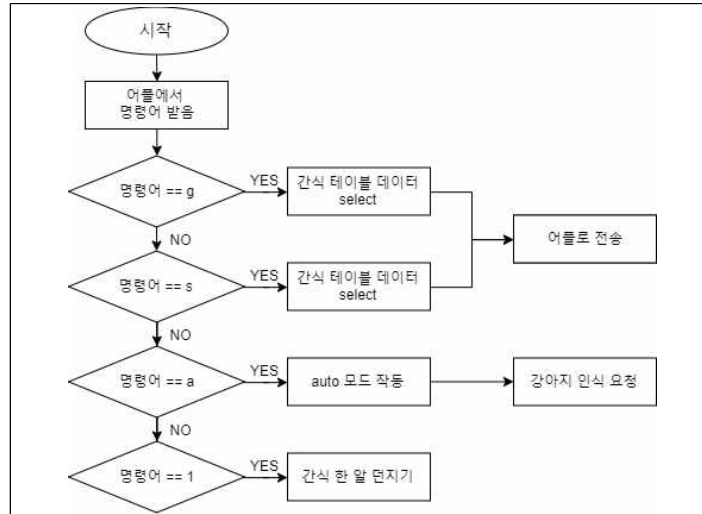 시작
어플에서
명령어 받음
명령어 == g
YES
간식 테이블 데이터
select
어플로 전송
NO
명령어 == s
YES
간식 테이블 데이터
select
NO
명령어 == a
YES
auto 모드 작동
강아지 인식 요청
NO
명령어 == 1
YES
간식 한 알 던지기